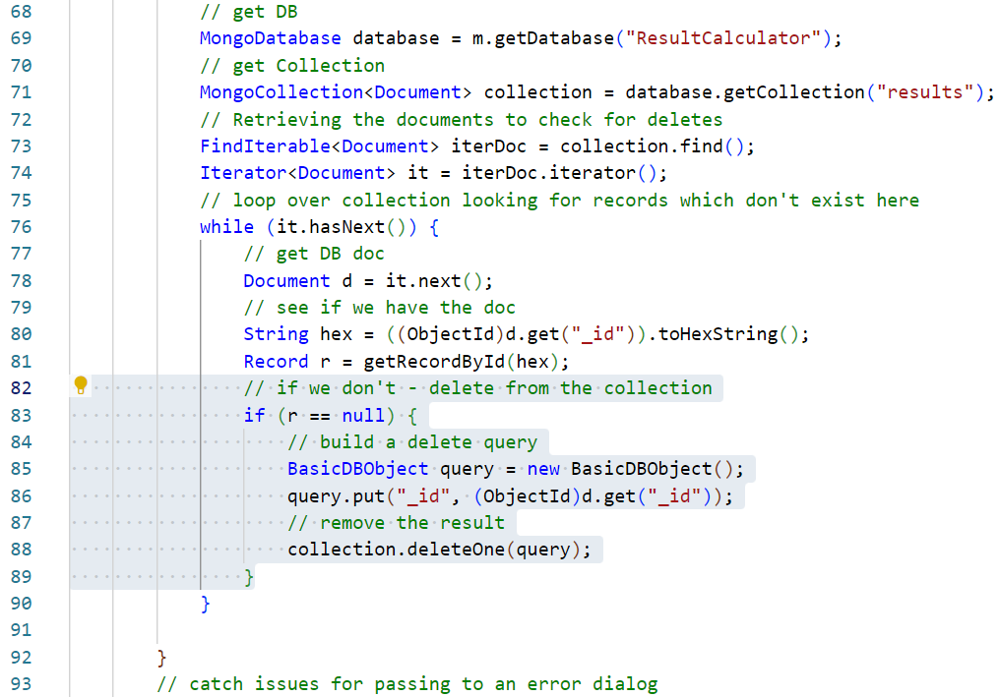 68 // get DB
69 MongoDatabase database = m.getDatabase("ResultCalculator");
70 // get Collection
71 MongoCollection<Document> collection = database.getCollection("results");
72 // Retrieving the documents to check for deletes
73 FindIterable<Document> iterDoc = collection.find();
74 Iterator<Document> it = iterDoc.iterator();
75 // loop over collection looking for records which don't exist here
76 while (it.hasNext()) {
77 // get DB doc
78 Document d = it.next();
79 // see if we have the doc
80 String hex = ((ObjectId)d.get("_id")).toHexString();
81 Record r = getRecordById(hex);
82 // if we don't - delete from the collection
83 if (r == null) {
84 // build a delete query
85 BasicDBObject query = new BasicDBObject();
86 query.put("_id", (ObjectId)d.get("_id"));
87 // remove the result
88 collection.deleteOne(query);
89 }
90 }
91
92 }
93 // catch issues for passing to an error dialog